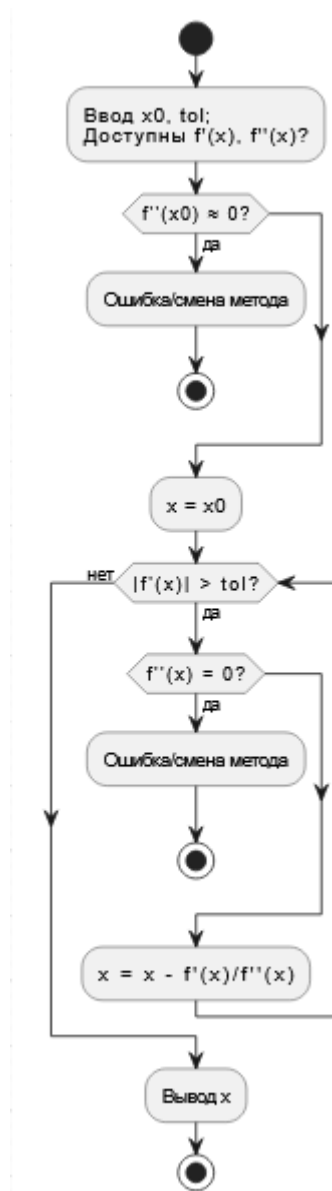 Ввод x0, tol;
Доступны f'(x), f''(x)?
f''(x0) ≈ 0?
да
Ошибка/смена метода
x = x0
нет
|f'(x)| > tol?
да
f''(x) = 0?
да
Ошибка/смена метода
x = x - f'(x)/f''(x)
Вывод x